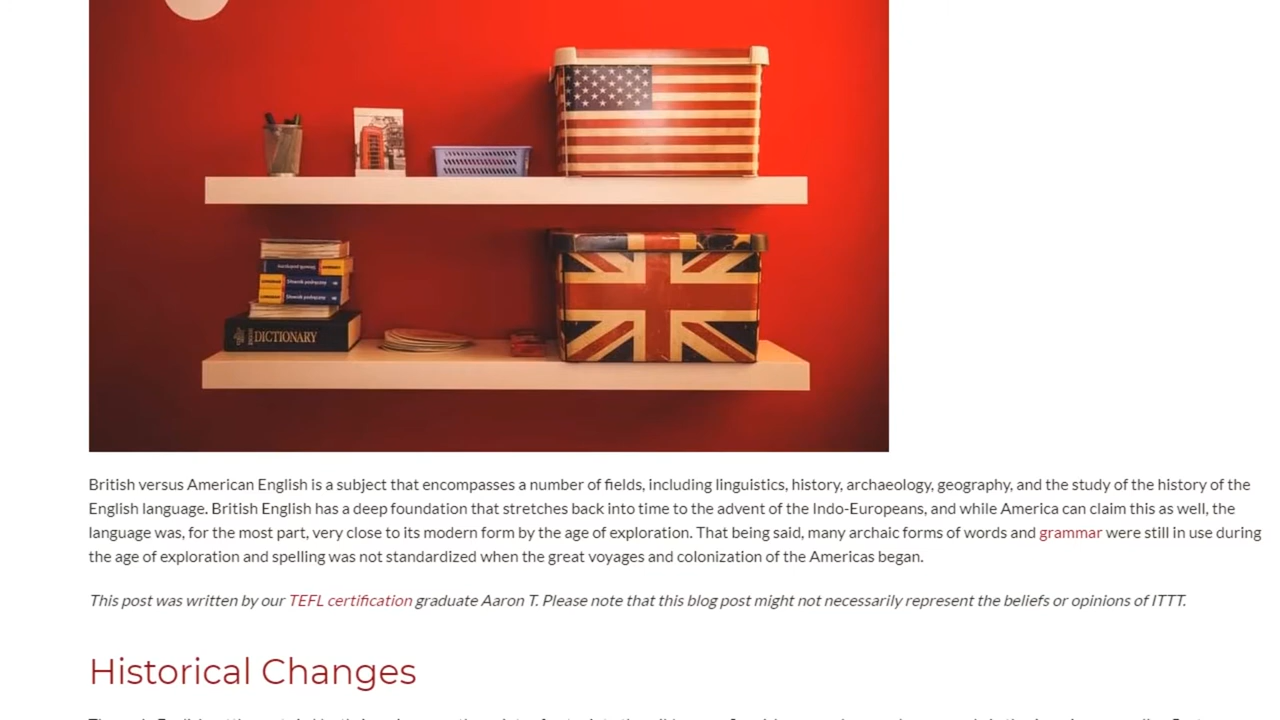 DICTIONARY
British versus American English is a subject that encompasses a number of fields, including linguistics, history, archaeology, geography, and the study of the history of the
English language. British English has a deep foundation that stretches back into time to the advent of the Indo-Europeans, and while America can claim this as well, the
language was, for the most part, very close to its modern form by the age of exploration. That being said, many archaic forms of words and grammar were still in use during
the age of exploration and spelling was not standardized when the great voyages and colonization of the Americas began.
This post was written by our TEFL certification graduate Aaron T. Please note that this blog post might not necessarily represent the beliefs or opinions of ITTT.
Historical Changes